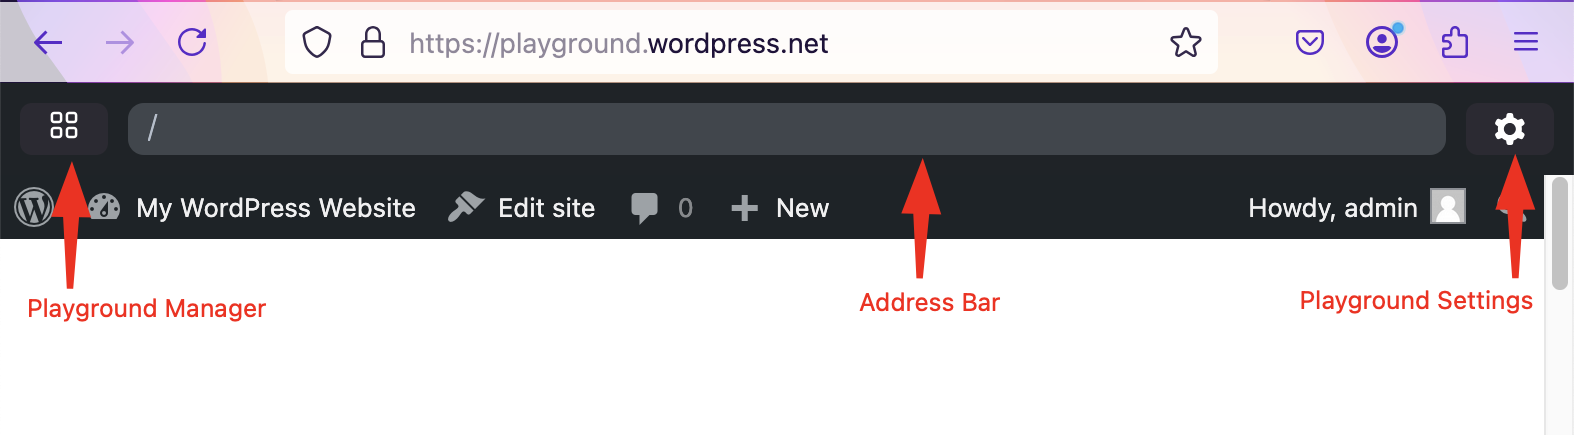 https://playground.wordpress.net
/
My WordPress Website Edit site 0 New Howdy, admin
Playground Manager Address Bar Playground Settings